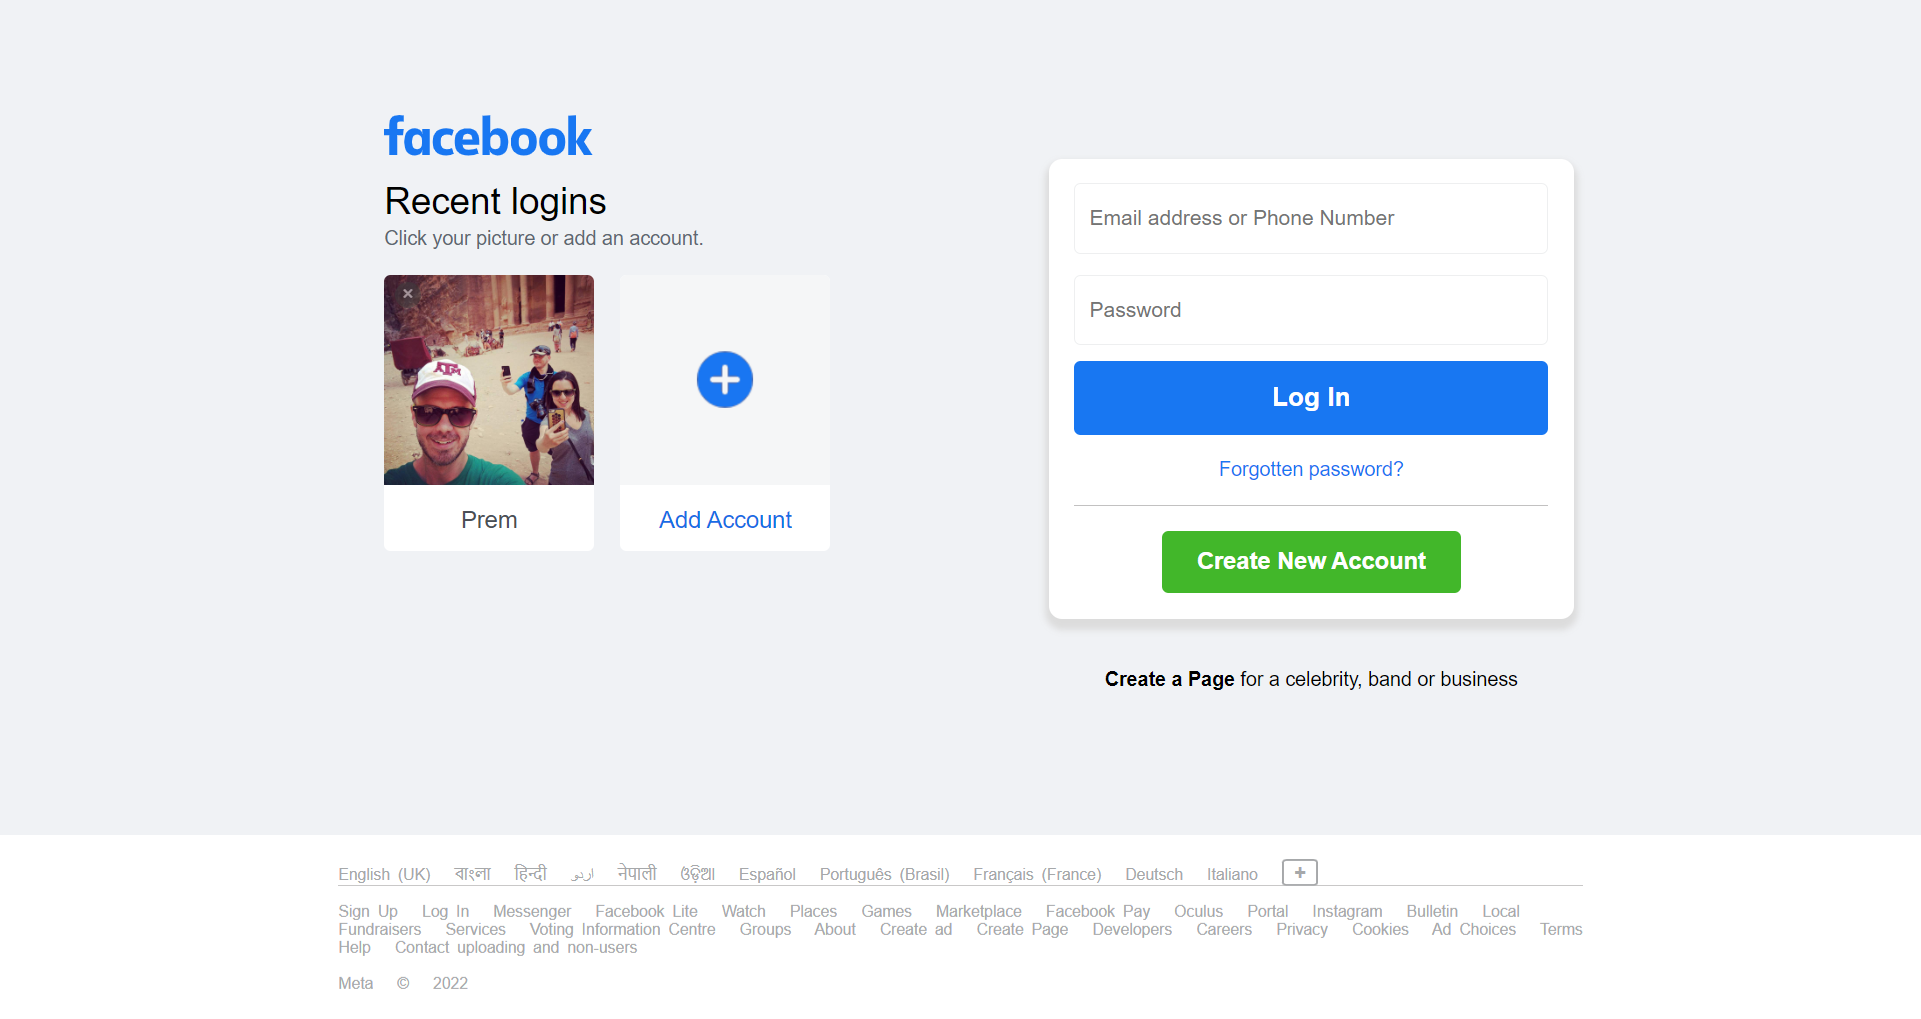 facebook
Recent logins
Click your picture or add an account.
Prem
Add Account
Email address or Phone Number
Password
Log In
Forgotten password?
Create New Account
Create a Page for a celebrity, band or business
English (UK) বাংলা हिन्दी اردو नेपाली ଓଡ଼ିଆ Español Português (Brasil) Français (France) Deutsch Italiano
Sign Up Log In Messenger Facebook Lite Watch Places Games Marketplace Facebook Pay Oculus Portal Instagram Bulletin Local
Fundraisers Services Voting Information Centre Groups About Create ad Create Page Developers Careers Privacy Cookies Ad Choices Terms
Help Contact uploading and non-users
Meta © 2022